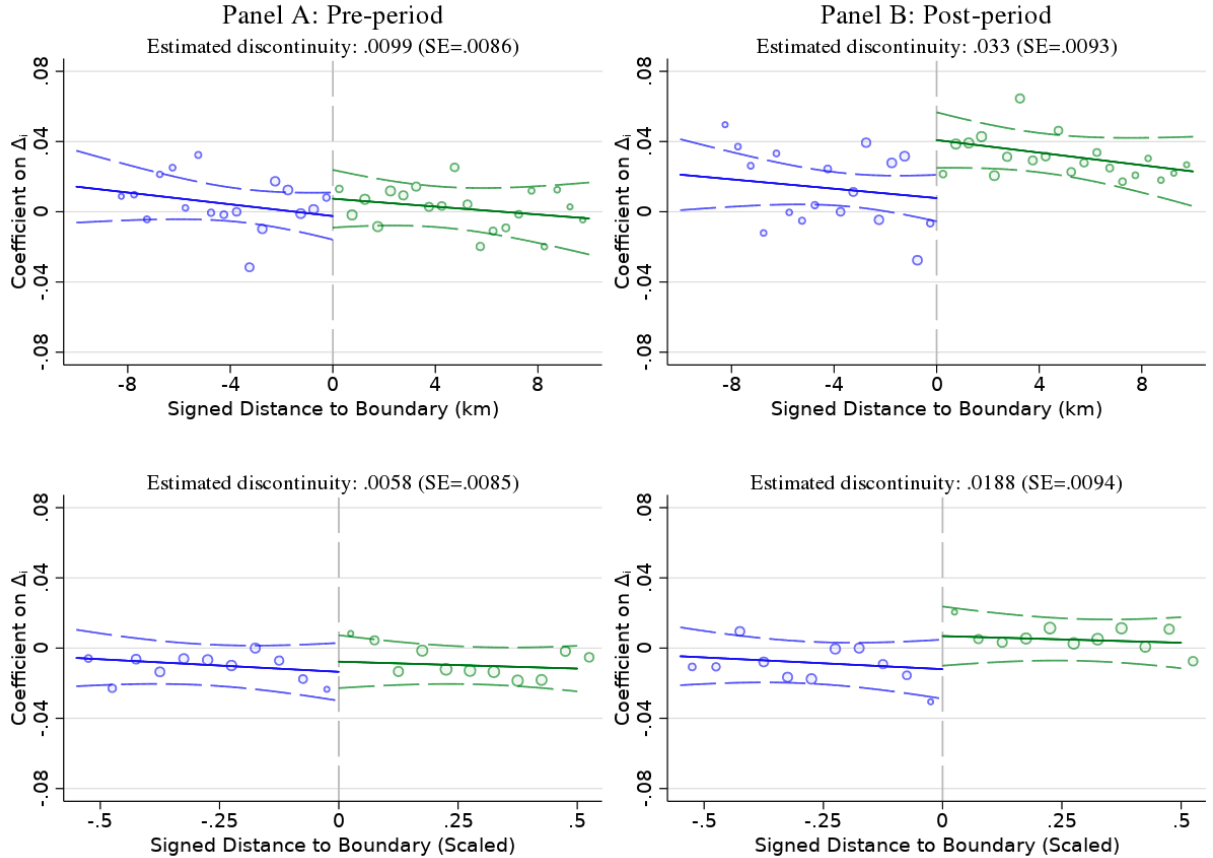 Panel A: Pre-period
Estimated discontinuity: .0099 (SE=.0086)
Coefficient on Δi
.08
.04
0
-.04
-.08
-8 -4 0 4 8
Signed Distance to Boundary (km)
Panel B: Post-period
Estimated discontinuity: .033 (SE=.0093)
Coefficient on Δi
.08
.04
0
-.04
-.08
-8 -4 0 4 8
Signed Distance to Boundary (km)
Estimated discontinuity: .0058 (SE=.0085)
Coefficient on Δi
.08
.04
0
-.04
-.08
-.5 -.25 0 .25 .5
Signed Distance to Boundary (Scaled)
Estimated discontinuity: .0188 (SE=.0094)
Coefficient on Δi
.08
.04
0
-.04
-.08
-.5 -.25 0 .25 .5
Signed Distance to Boundary (Scaled)